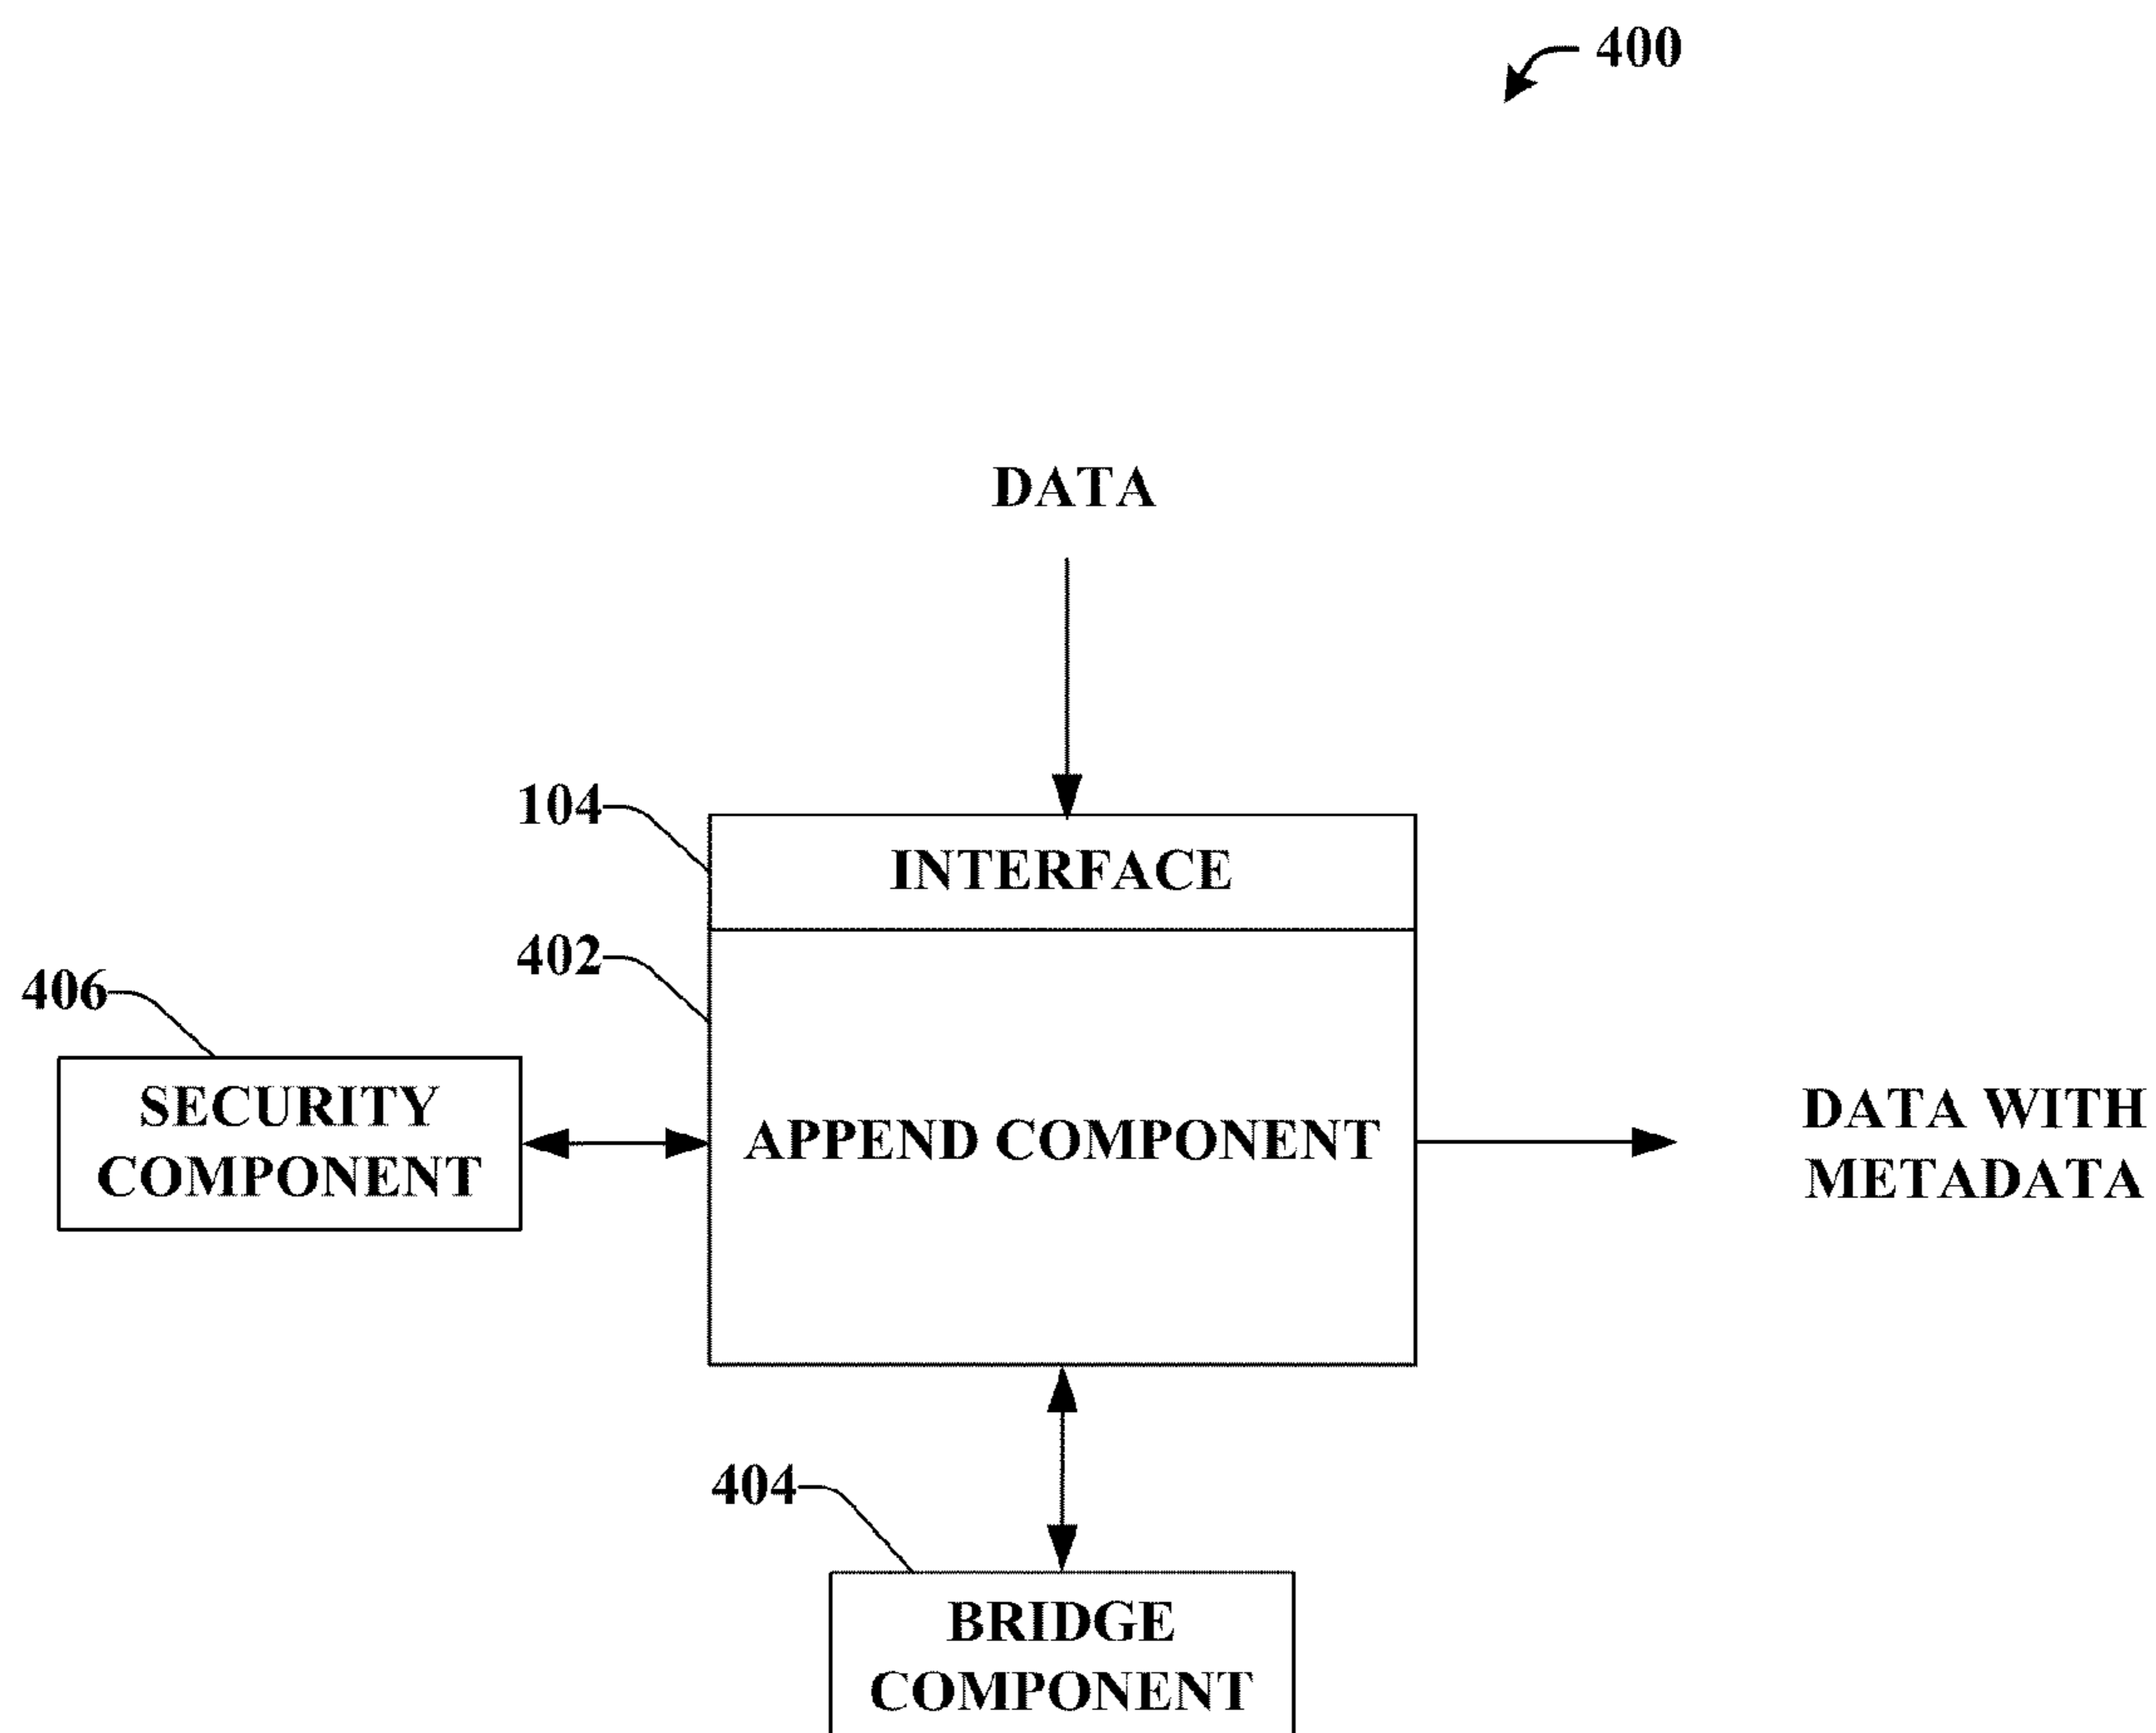 400
DATA
104
INTERFACE
402
406
SECURITY
COMPONENT
APPEND COMPONENT
DATA WITH
METADATA
404
BRIDGE
COMPONENT